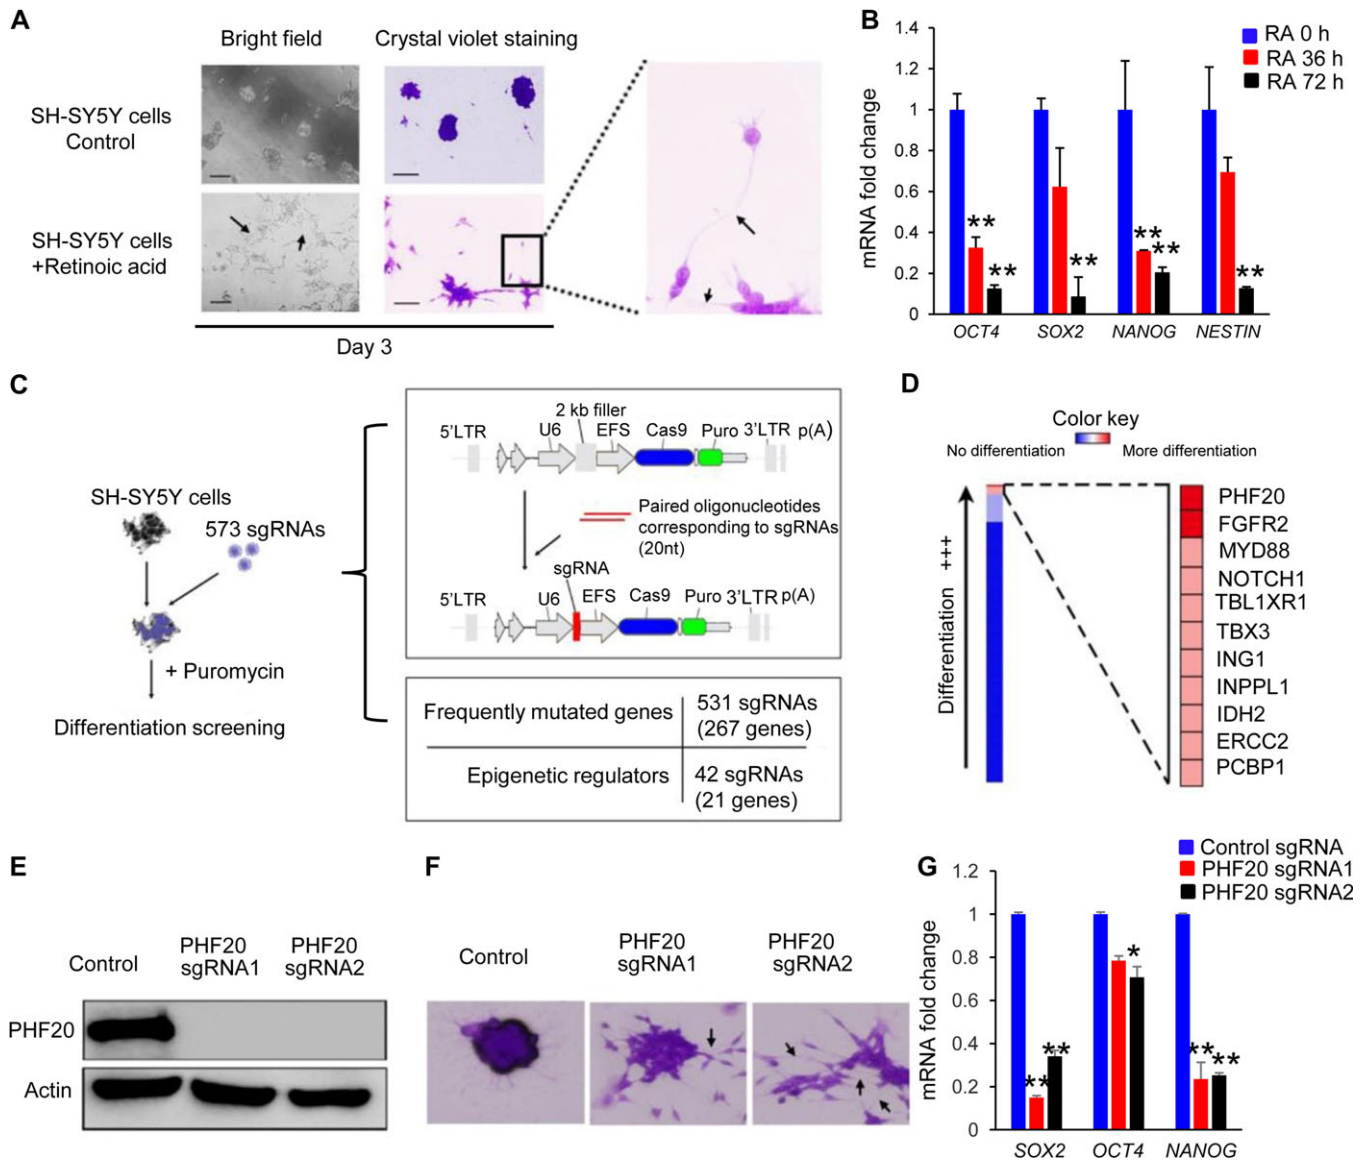 A
Bright field
Crystal violet staining
SH-SY5Y cells
Control
SH-SY5Y cells
+Retinoic acid
Day 3
B
RA 0 h
RA 36 h
RA 72 h
mRNA fold change
1.4
1.2
1
0.8
0.6
0.4
0.2
0
** ** ** ** ** **
OCT4 SOX2 NANOG NESTIN
C
SH-SY5Y cells
573 sgRNAs
+ Puromycin
Differentiation screening
2 kb filler
5'LTR U6 EFS Cas9 Puro 3'LTR p(A)
Paired oligonucleotides
corresponding to sgRNAs
(20nt)
sgRNA
5'LTR U6 EFS Cas9 Puro 3'LTR p(A)
Frequently mutated genes
531 sgRNAs
(267 genes)
Epigenetic regulators
42 sgRNAs
(21 genes)
D
Color key
No differentiation
More differentiation
Differentiation +++
PHF20
FGFR2
MYD88
NOTCH1
TBL1XR1
TBX3
ING1
INPPL1
IDH2
ERCC2
PCBP1
E
Control
PHF20
sgRNA1
PHF20
sgRNA2
PHF20
Actin
F
Control
PHF20
sgRNA1
PHF20
sgRNA2
G
Control sgRNA
PHF20 sgRNA1
PHF20 sgRNA2
mRNA fold change
1.2
1
0.8
0.6
0.4
0.2
0
** ** * ** **
SOX2 OCT4 NANOG